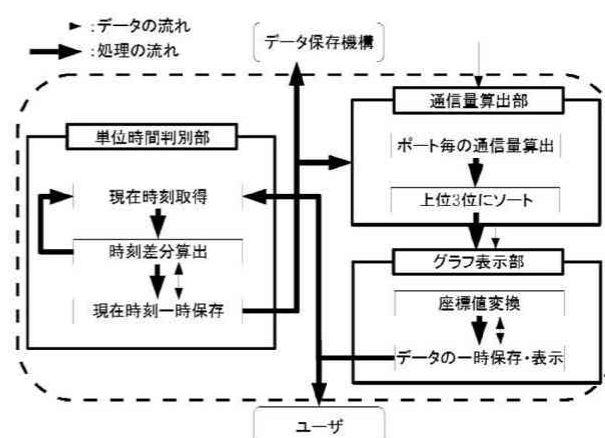 :データの流れ
:処理の流れ
データ保存機構
通信量算出部
ポート毎の通信量算出
上位3位にソート
単位時間判別部
現在時刻取得
時刻差分算出
現在時刻一時保存
グラフ表示部
座標値変換
データの一時保存・表示
ユーザ